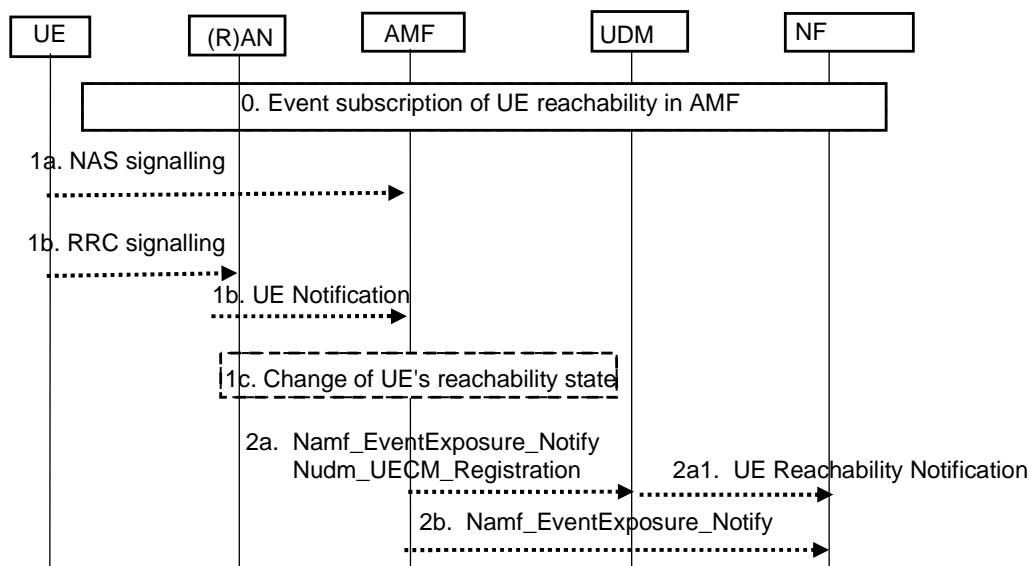 UE
(R)AN
AMF
UDM
NF
0. Event subscription of UE reachability in AMF
1a. NAS signalling
1b. RRC signalling
1b. UE Notification
1c. Change of UE's reachability state
2a. Namf_EventExposure_Notify
Nudm_UECM_Registration
2a1. UE Reachability Notification
2b. Namf_EventExposure_Notify